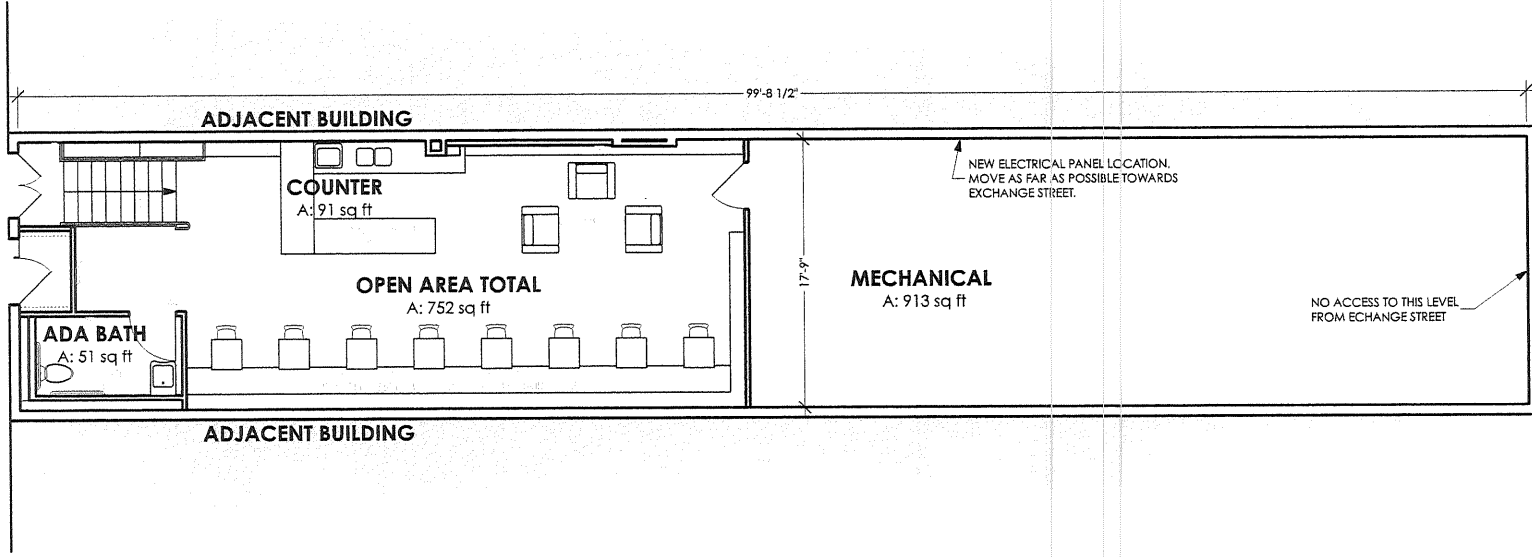 99'-8 1/2"
ADJACENT BUILDING
NEW ELECTRICAL PANEL LOCATION.
MOVE AS FAR AS POSSIBLE TOWARDS
EXCHANGE STREET.
COUNTER
A: 91 sq ft
17'-9"
OPEN AREA TOTAL
A: 752 sq ft
MECHANICAL
A: 913 sq ft
NO ACCESS TO THIS LEVEL
FROM ECHANGE STREET
ADA BATH
A: 51 sq ft
ADJACENT BUILDING